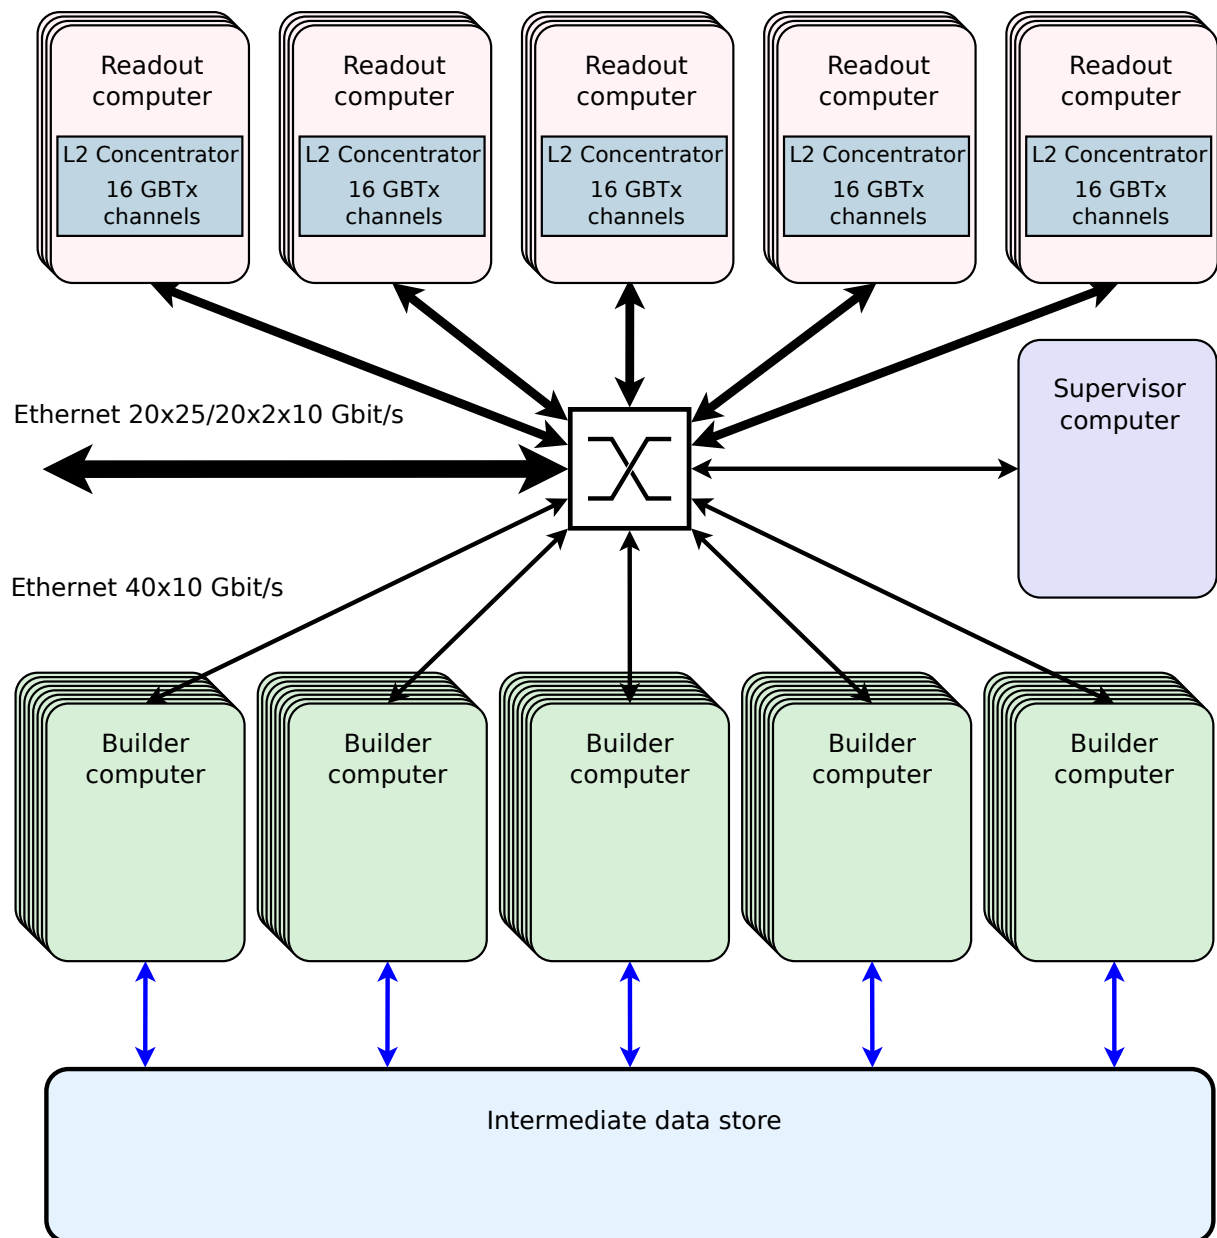 Readout
computer
L2 Concentrator
16 GBTx
channels
Readout
computer
L2 Concentrator
16 GBTx
channels
Readout
computer
L2 Concentrator
16 GBTx
channels
Readout
computer
L2 Concentrator
16 GBTx
channels
Readout
computer
L2 Concentrator
16 GBTx
channels
Supervisor
computer
Ethernet 20x25/20x2x10 Gbit/s
Ethernet 40x10 Gbit/s
Builder
computer
Builder
computer
Builder
computer
Builder
computer
Builder
computer
Intermediate data store